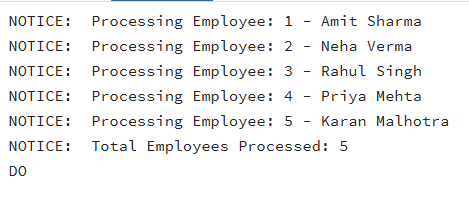 NOTICE:  Processing Employee: 1 – Amit Sharma
NOTICE:  Processing Employee: 2 – Neha Verma
NOTICE:  Processing Employee: 3 – Rahul Singh
NOTICE:  Processing Employee: 4 – Priya Mehta
NOTICE:  Processing Employee: 5 – Karan Malhotra
NOTICE:  Total Employees Processed: 5
DO